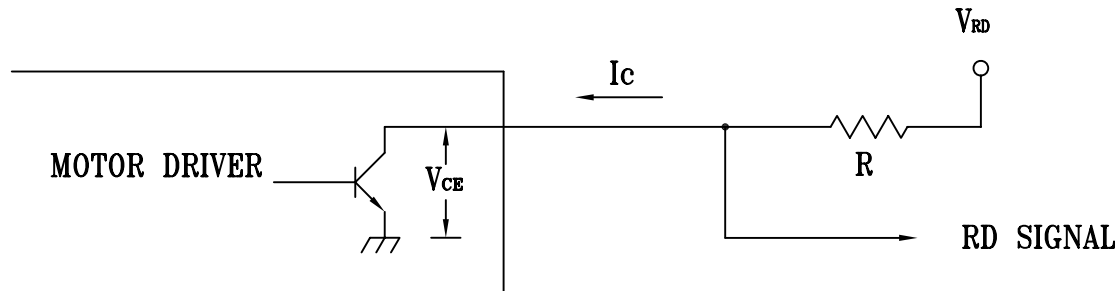 VRD
Ic
MOTOR DRIVER
VCE
R
RD SIGNAL